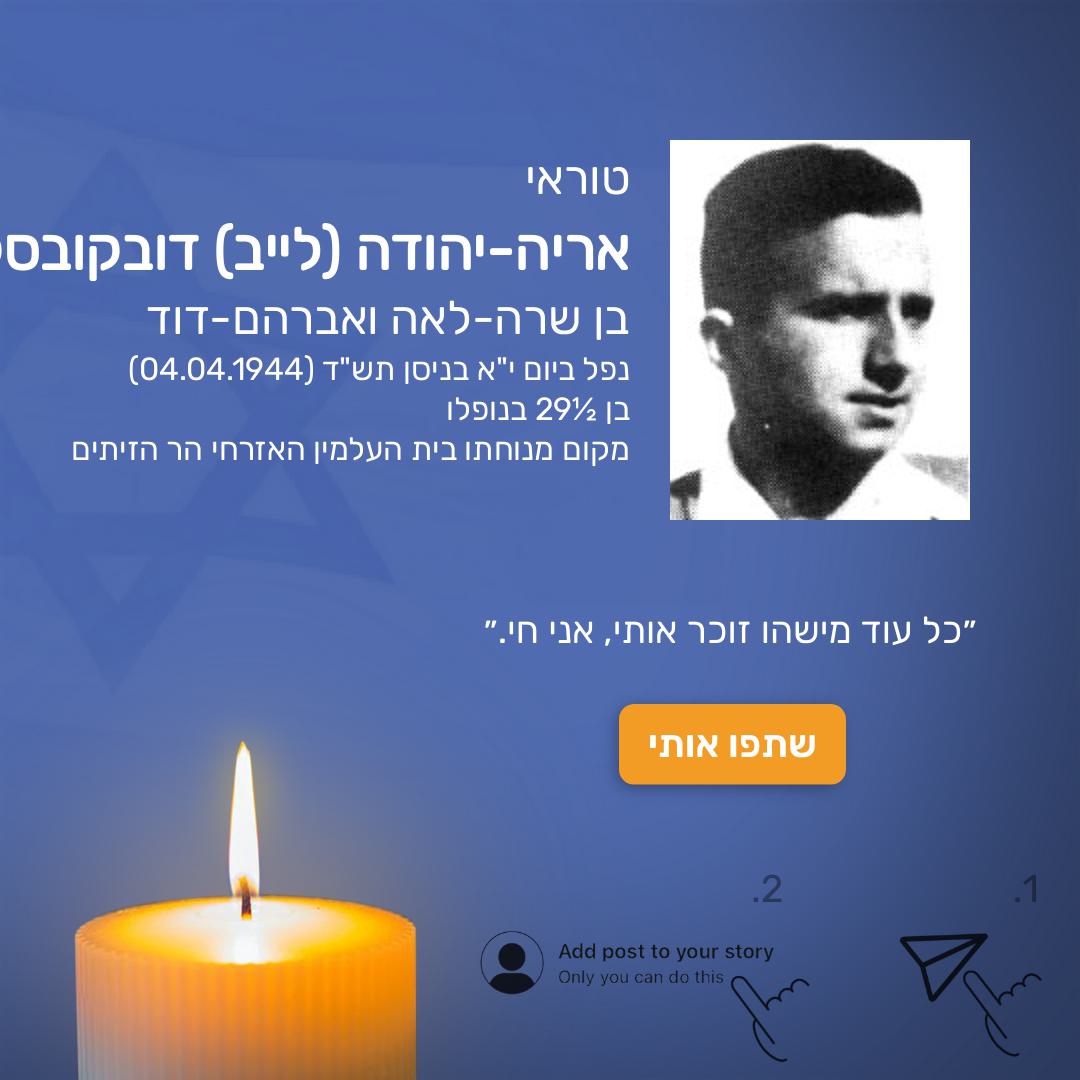 טוראי
אריה-יהודה (לייב)
בן שרה-לאה ואברהם-דוד
נפל ביום י"א בניסן תש"ד (04.04.1944)
בן 29½ בנופלו
מקום מנוחתו בית העלמין האזרחי הר הזיתים
״כל עוד מישהו זוכר אותי, אני חי.״
שתפו אותי
1.
2.
Add post to your story
Only you can do this